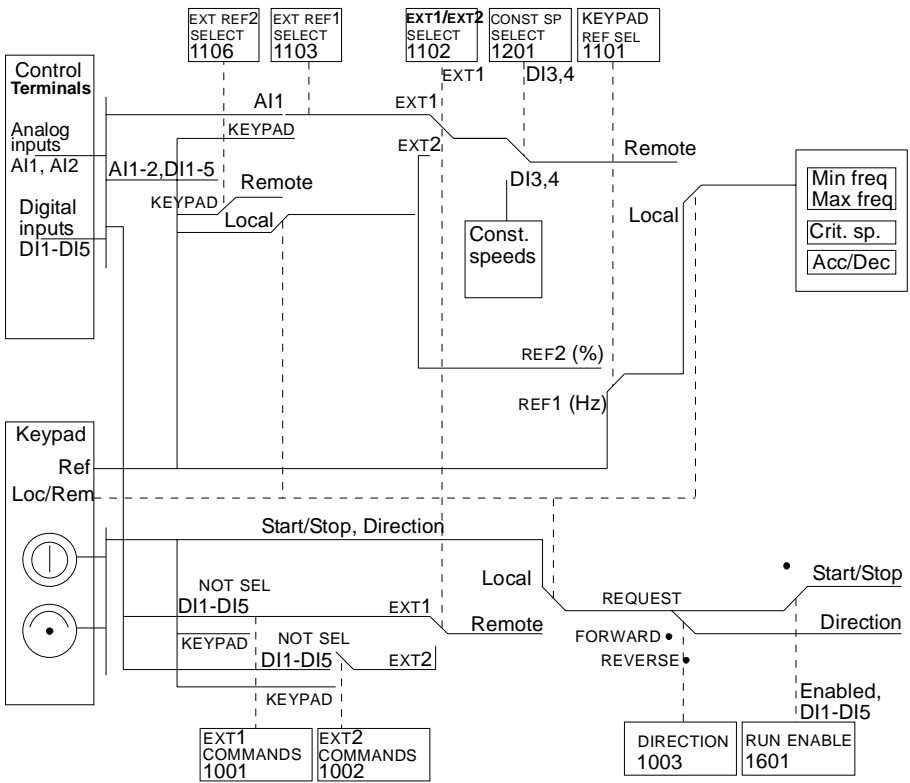 EXT REF2
SELECT
1106
EXT REF1
SELECT
1103
EXT1/EXT2
SELECT
1102
CONST SP
SELECT
1201
KEYPAD
REF SEL
1101
EXT1
DI3,4
Control
Terminals
Analog
inputs
AI1, AI2
Digital
inputs
DI1-DI5
AI1
KEYPAD
EXT1
EXT2
AI1-2,DI1-5
KEYPAD
Remote
Local
DI3,4
Const.
speeds
Remote
Local
Min freq
Max freq
Crit. sp.
Acc/Dec
REF2 (%)
REF1 (Hz)
Keypad
Ref
Loc/Rem
Start/Stop, Direction
NOT SEL
DI1-DI5
KEYPAD
NOT SEL
DI1-DI5
KEYPAD
EXT1
EXT2
Remote
Local
REQUEST
FORWARD
REVERSE
Start/Stop
Direction
Enabled,
DI1-DI5
EXT1
COMMANDS
1001
EXT2
COMMANDS
1002
DIRECTION
1003
RUN ENABLE
1601